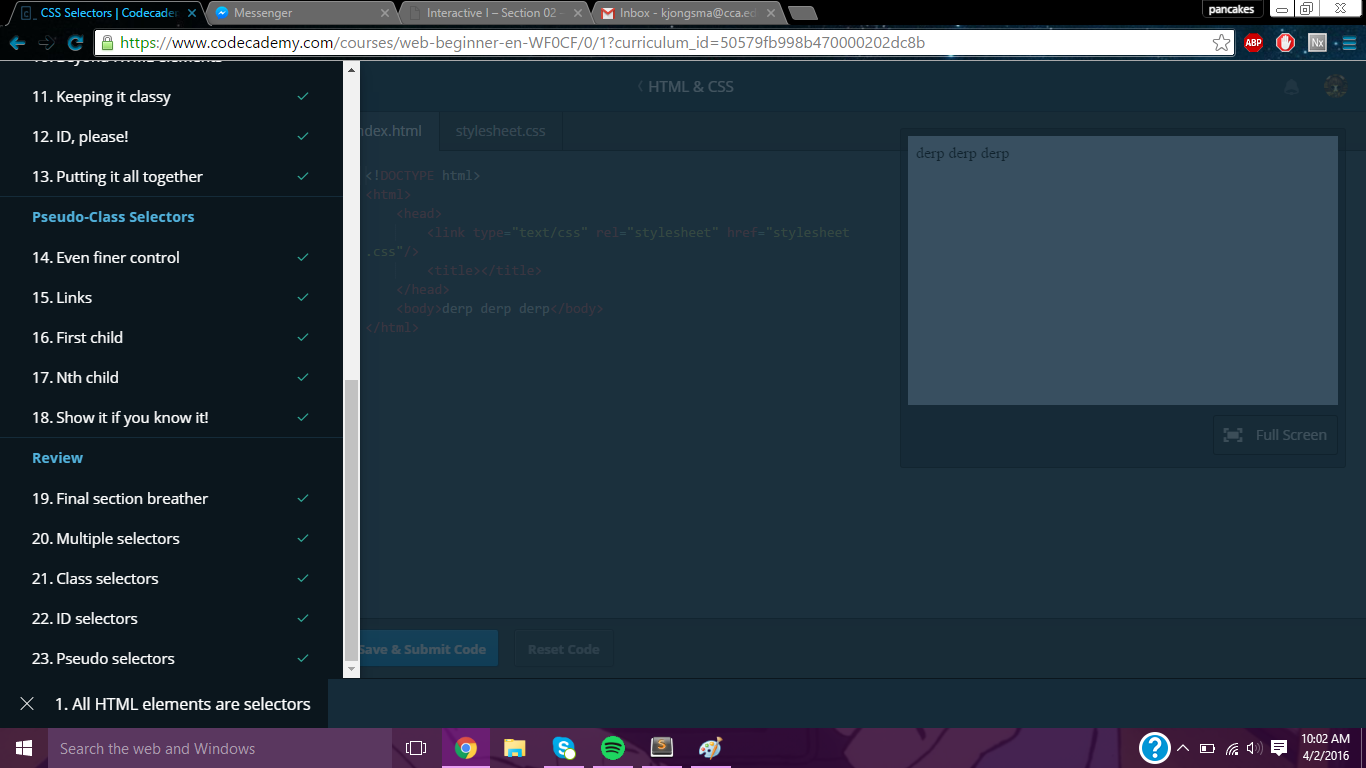 CSS Selectors | Codecade
Messenger
Interactive I – Section 02 –
Inbox - kjongsma@cca.ed
pancakes
https://www.codecademy.com/courses/web-beginner-en-WF0CF/0/1?curriculum_id=50579fb998b470000202dc8b
ABP
Nx
11. Keeping it classy
12. ID, please!
13. Putting it all together
Pseudo-Class Selectors
14. Even finer control
15. Links
16. First child
17. Nth child
18. Show it if you know it!
Review
19. Final section breather
20. Multiple selectors
21. Class selectors
22. ID selectors
23. Pseudo selectors
1. All HTML elements are selectors
HTML & CSS
ndex.html
stylesheet.css
<!DOCTYPE html>
<html>
<head>
<link type="text/css" rel="stylesheet" href="stylesheet
.css"/>
<title></title>
</head>
<body>derp derp derp</body>
</html>
derp derp derp
Full Screen
Save & Submit Code
Reset Code
Search the web and Windows
10:02 AM
4/2/2016